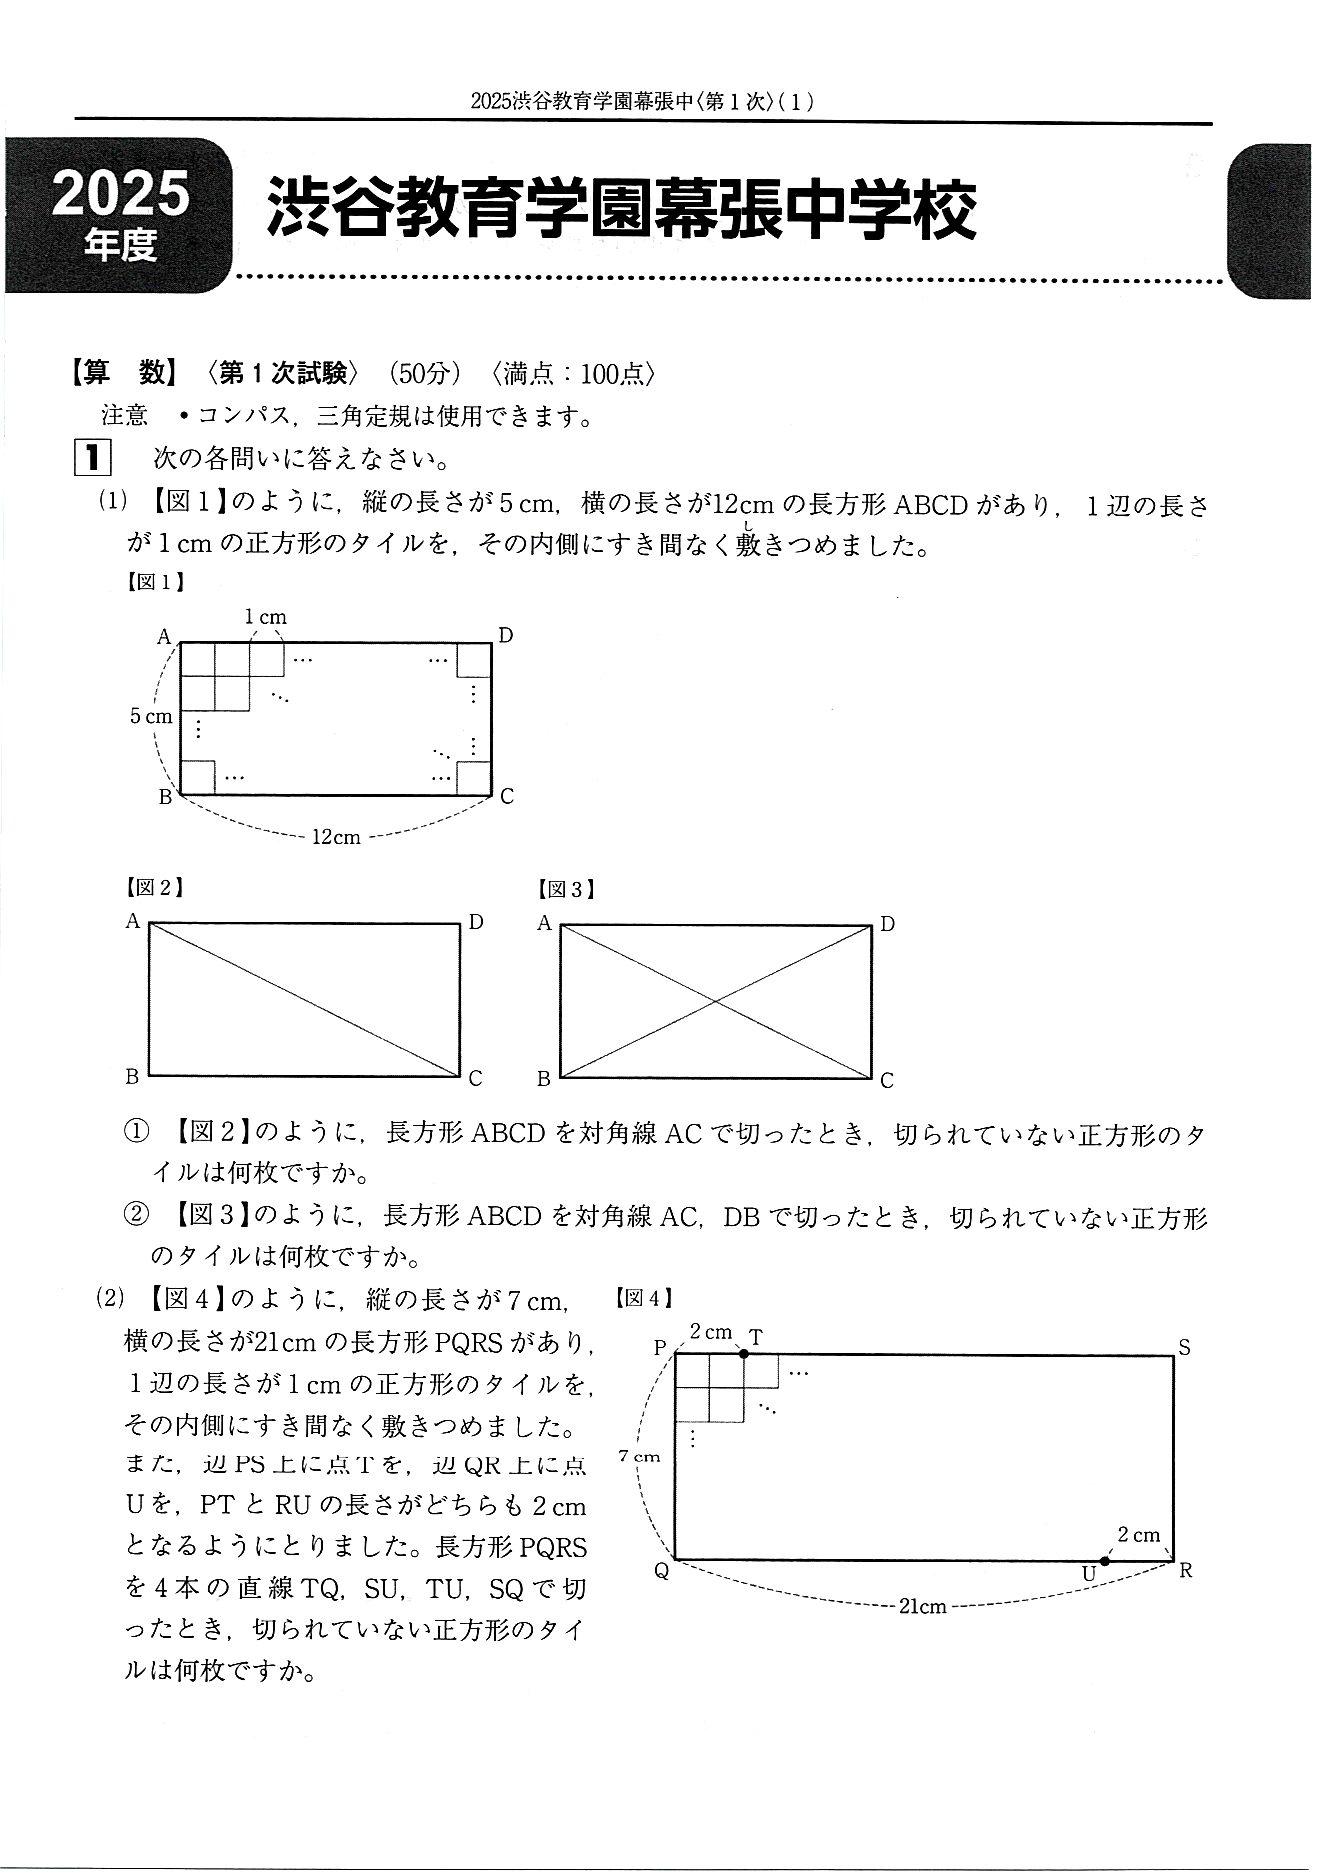 2025渋谷教育学園幕張中〈第1次〉(1)
2025
年度
渋谷教育学園幕張中学校
【算 数】〈第1次試験〉(50分)〈満点：100点〉
注意 ・コンパス，三角定規は使用できます。
1 次の各問いに答えなさい。
(1) 【図1】のように，縦の長さが5cm，横の長さが12cmの長方形ABCDがあり，1辺の長さ
が1cmの正方形のタイルを，その内側にすき間なく敷きつめました。
し
【図1】
1cm
A
D
5cm
B
C
12cm
【図2】
A
D
B
C
【図3】
A
D
B
C
① 【図2】のように，長方形ABCDを対角線ACで切ったとき，切られていない正方形のタ
イルは何枚ですか。
② 【図3】のように，長方形ABCDを対角線AC，DBで切ったとき，切られていない正方形
のタイルは何枚ですか。
(2) 【図4】のように，縦の長さが7cm，
横の長さが21cmの長方形PQRSがあり，
1辺の長さが1cmの正方形のタイルを，
その内側にすき間なく敷きつめました。
また，辺PS上に点Tを，辺QR上に点
Uを，PTとRUの長さがどちらも2cm
となるようにとりました。長方形PQRS
を4本の直線TQ，SU，TU，SQで切
ったとき，切られていない正方形のタイ
ルは何枚ですか。
【図4】
2cm
P
T
S
7cm
2cm
Q
U
R
21cm